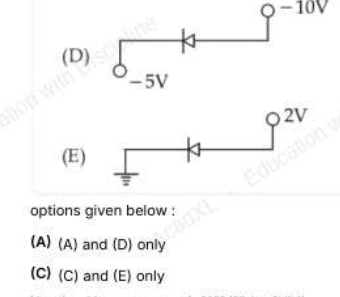 – 10V
(D)
– 5V
2V
(E)
options given below :
(A) (A) and (D) only
(C) (C) and (E) only